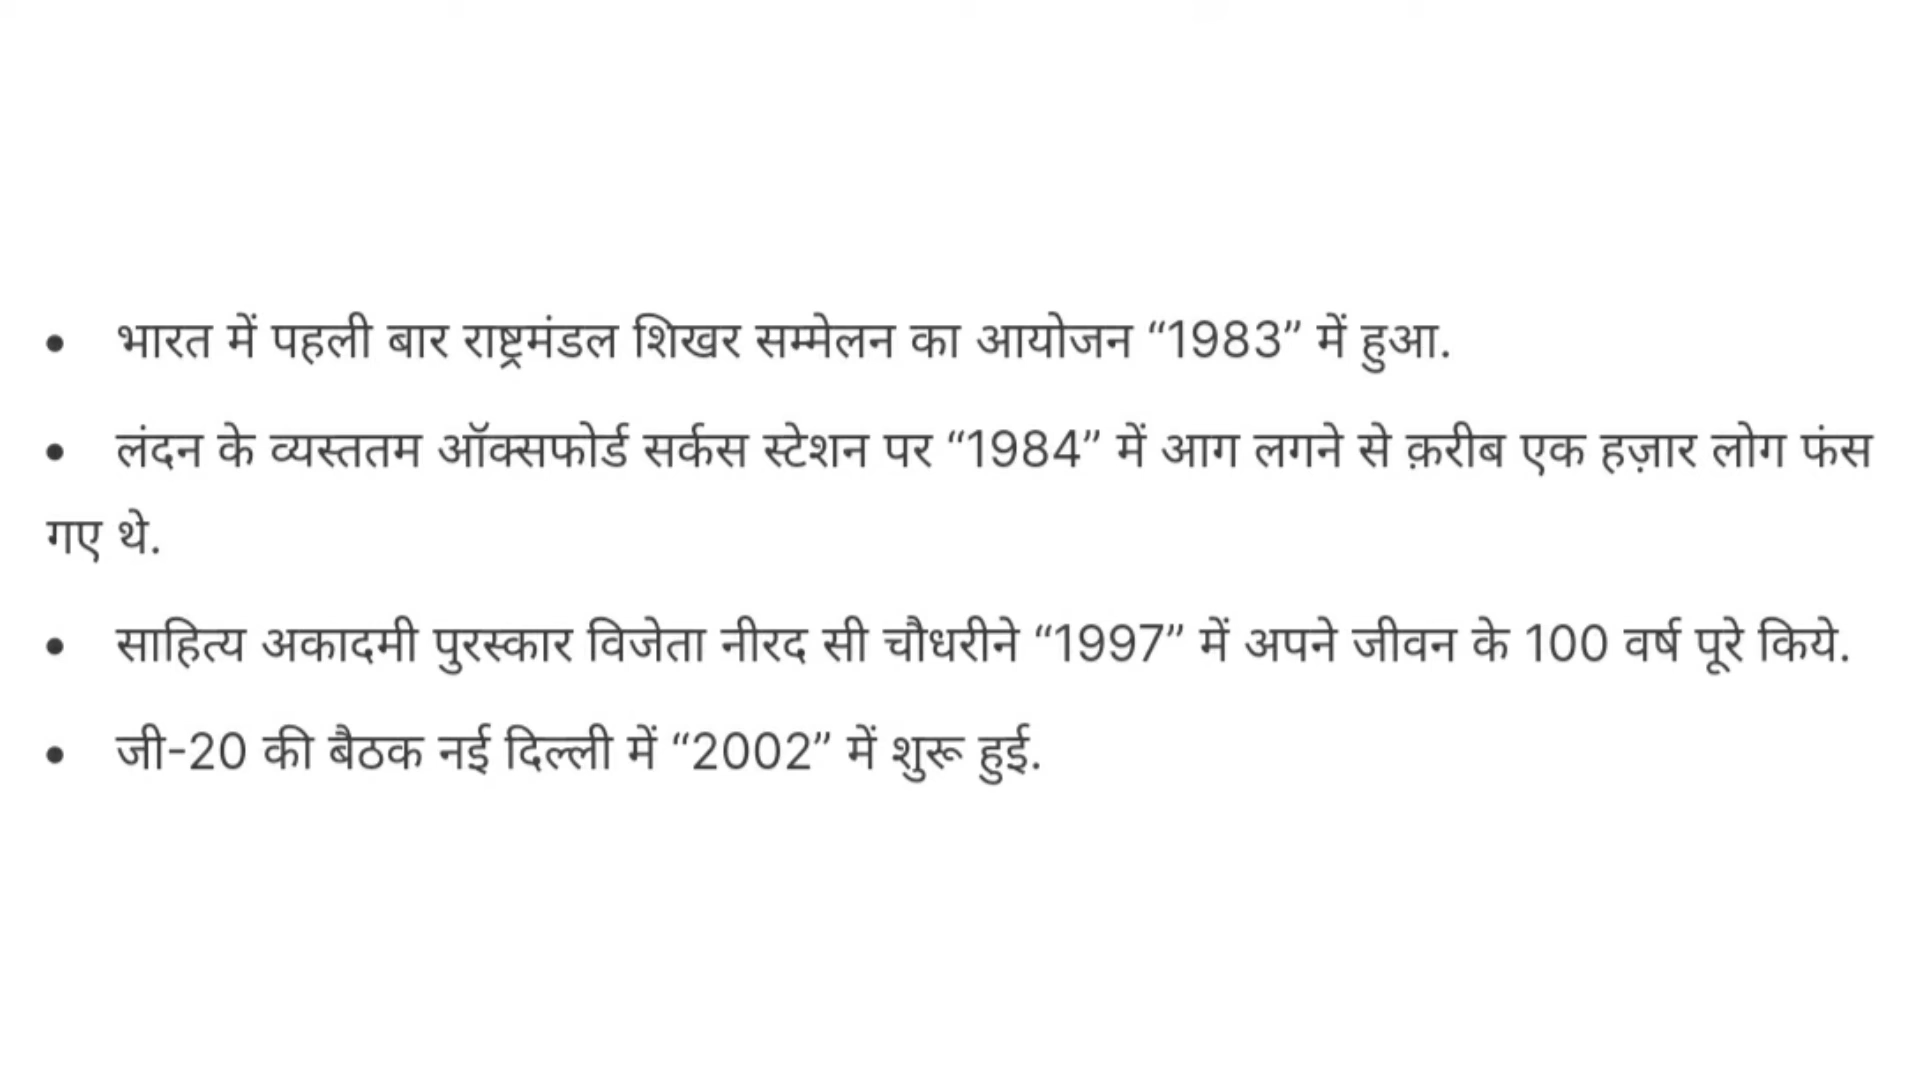 • भारत में पहली बार राष्ट्रमंडल शिखर सम्मेलन का आयोजन “1983” में हुआ.
• लंदन के व्यस्ततम ऑक्सफोर्ड सर्कस स्टेशन पर “1984” में आग लगने से क़रीब एक हज़ार लोग फंस
गए थे.
• साहित्य अकादमी पुरस्कार विजेता नीरद सी चौधरीने “1997” में अपने जीवन के 100 वर्ष पूरे किये.
• जी-20 की बैठक नई दिल्ली में “2002” में शुरू हुई.